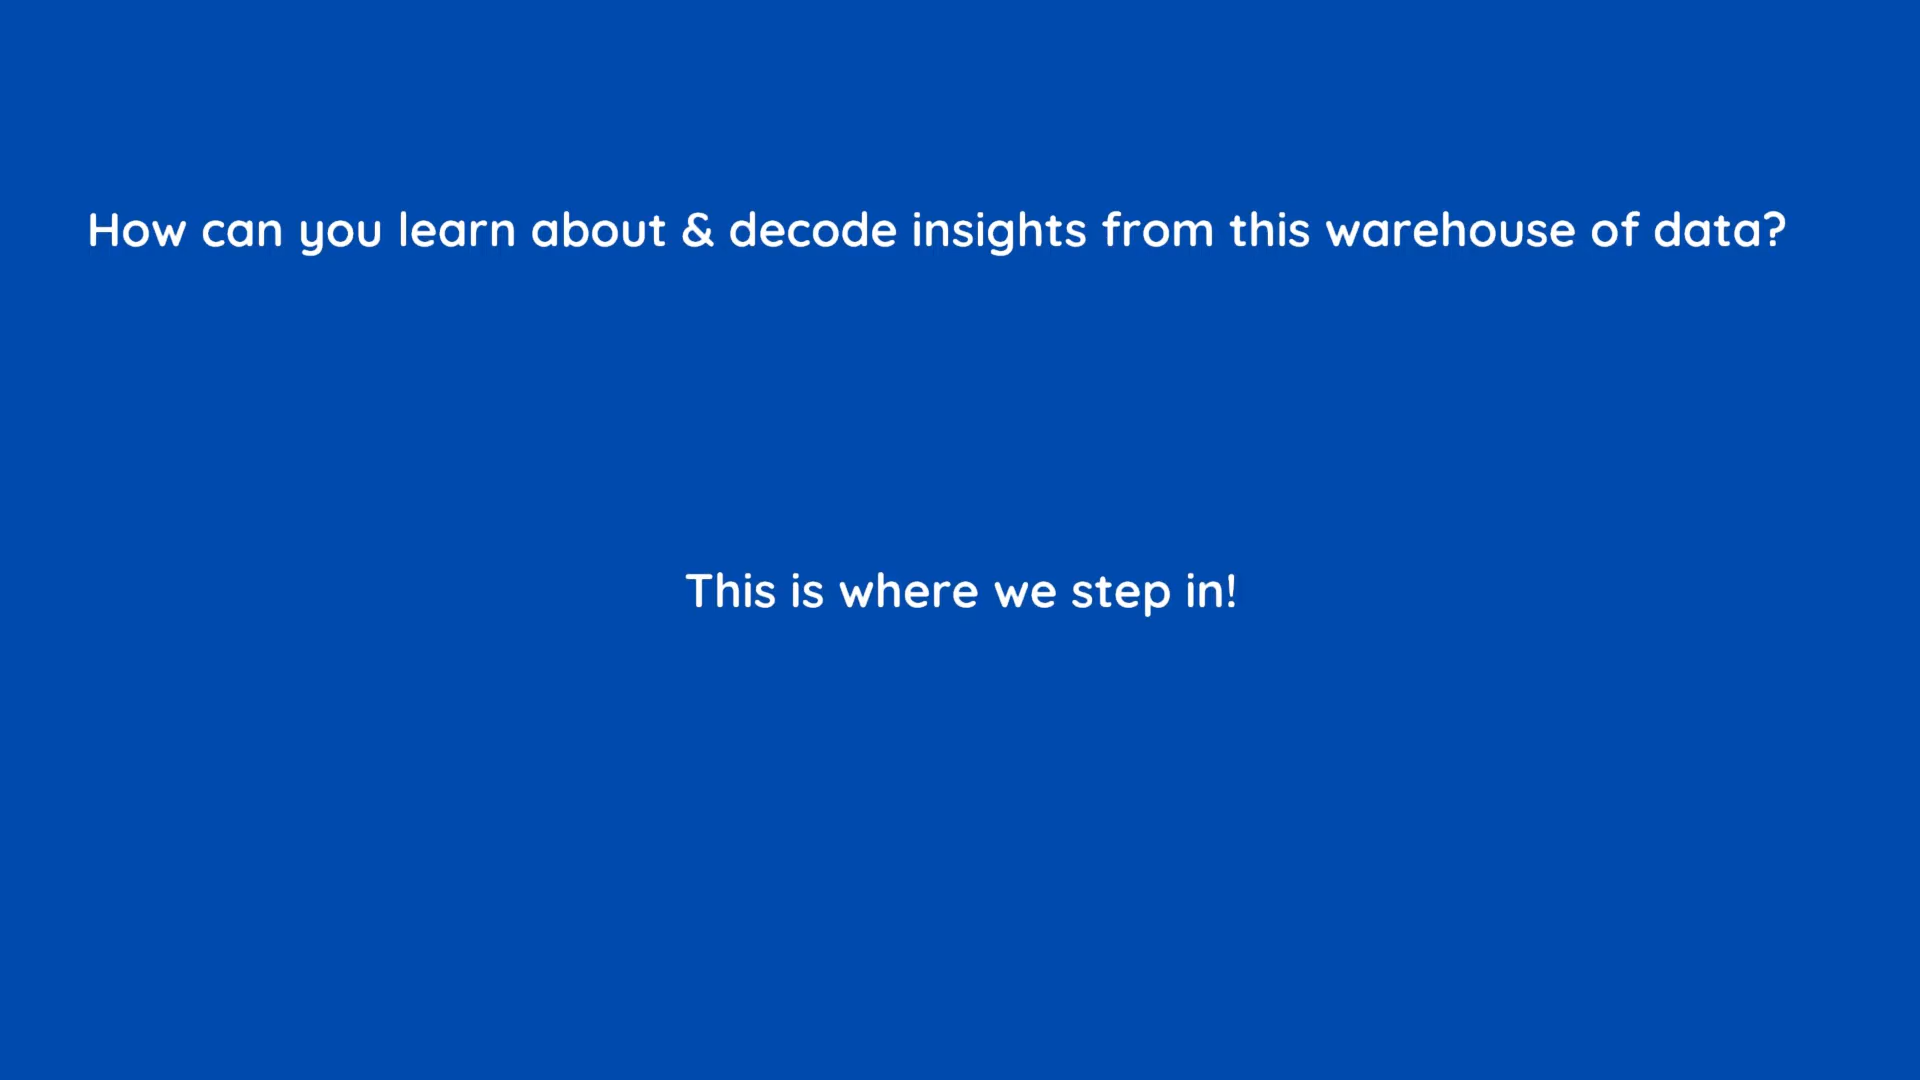 How can you learn about & decode insights from this warehouse of data?
This is where we step in!